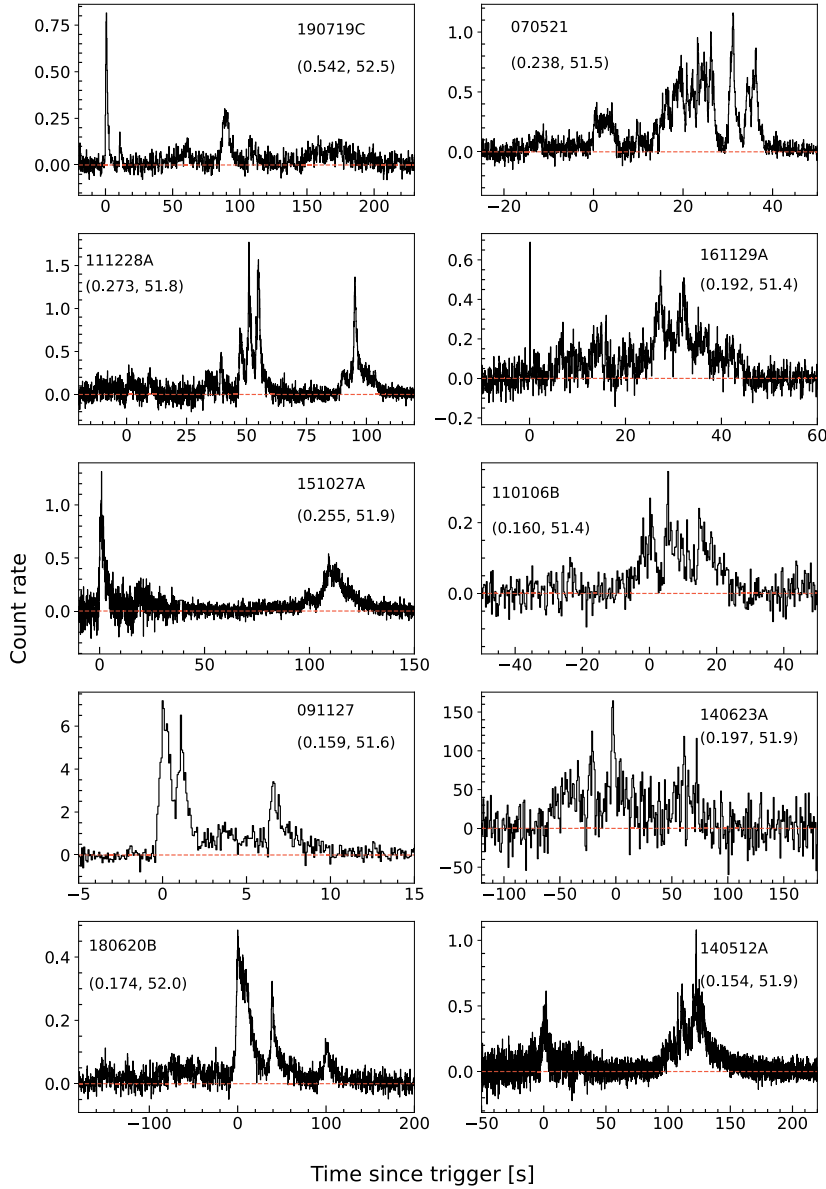 190719C
(0.542, 52.5)
0.75
0.50
0.25
0.00
0 50 100 150 200
070521
(0.238, 51.5)
1.0
0.5
0.0
−20 0 20 40
111228A
(0.273, 51.8)
1.5
1.0
0.5
0.0
0 25 50 75 100
161129A
(0.192, 51.4)
0.6
0.4
0.2
0.0
−0.2
0 20 40 60
151027A
(0.255, 51.9)
1.0
0.5
0.0
0 50 100 150
110106B
(0.160, 51.4)
0.2
0.0
−40 −20 0 20 40
Count rate
091127
(0.159, 51.6)
6
4
2
0
−5 0 5 10 15
140623A
(0.197, 51.9)
150
100
50
0
−50
−100 −50 0 50 100 150
180620B
(0.174, 52.0)
0.4
0.2
0.0
−100 0 100 200
140512A
(0.154, 51.9)
1.0
0.5
0.0
−50 0 50 100 150 200
Time since trigger [s]